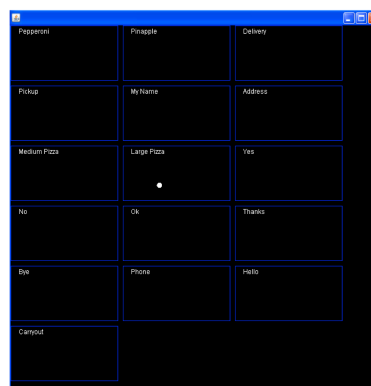 Pepperoni
Pinapple
Delivery
Pickup
My Name
Address
Medium Pizza
Large Pizza
Yes
No
Ok
Thanks
Bye
Phone
Hello
Carryout